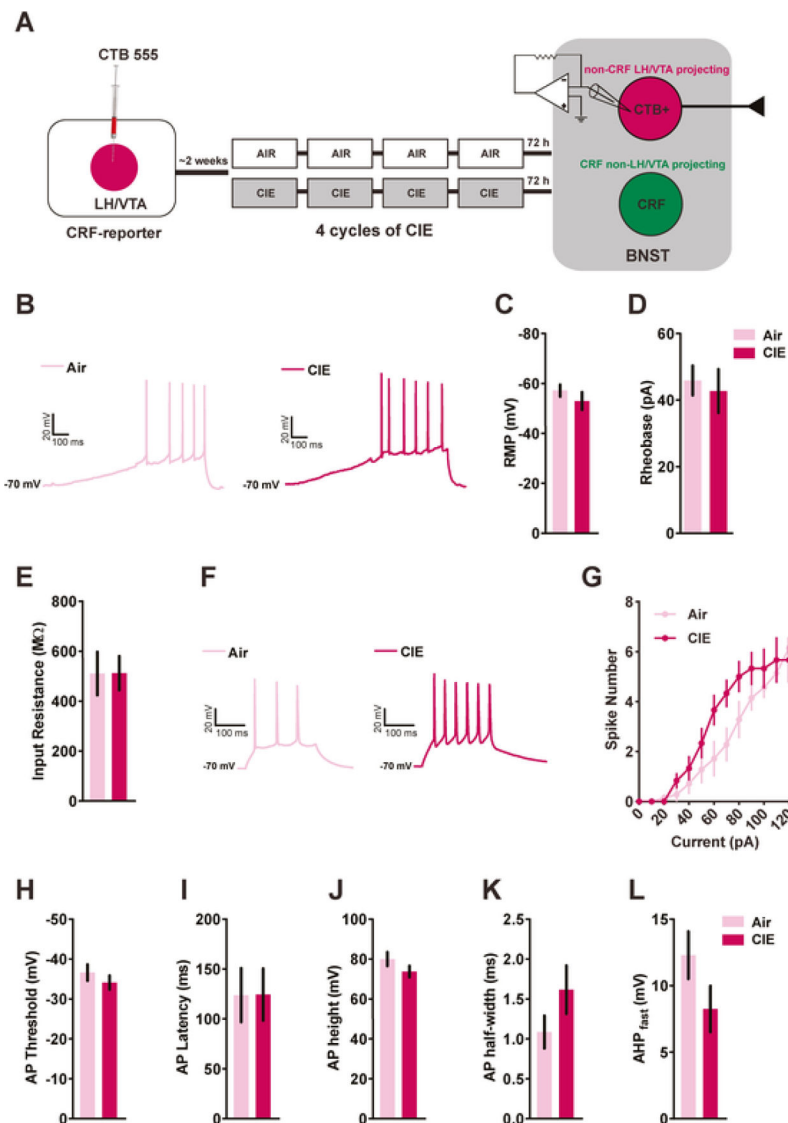 A
CTB 555
LH/VTA
CRF-reporter
~2 weeks
AIR AIR AIR AIR
72 h
CIE CIE CIE CIE
72 h
4 cycles of CIE
non-CRF LH/VTA projecting
CTB+
CRF non-LH/VTA projecting
CRF
BNST
B
Air
20 mV
100 ms
-70 mV
CIE
20 mV
100 ms
-70 mV
C
RMP (mV)
-80
-60
-40
-20
0
D
Rheobase (pA)
60
40
20
0
Air
CIE
E
Input Resistance (MΩ)
800
600
400
200
0
F
Air
20 mV
100 ms
-70 mV
CIE
20 mV
100 ms
-70 mV
G
Air
CIE
Spike Number
8
6
4
2
0
0 20 40 60 80 100 120
Current (pA)
H
AP Threshold (mV)
-50
-40
-30
-20
-10
0
I
AP Latency (ms)
200
150
100
50
0
J
AP height (mV)
100
80
60
40
20
0
K
AP half-width (ms)
2.5
2.0
1.5
1.0
0.5
0.0
L
AHP fast (mV)
15
10
5
0
Air
CIE